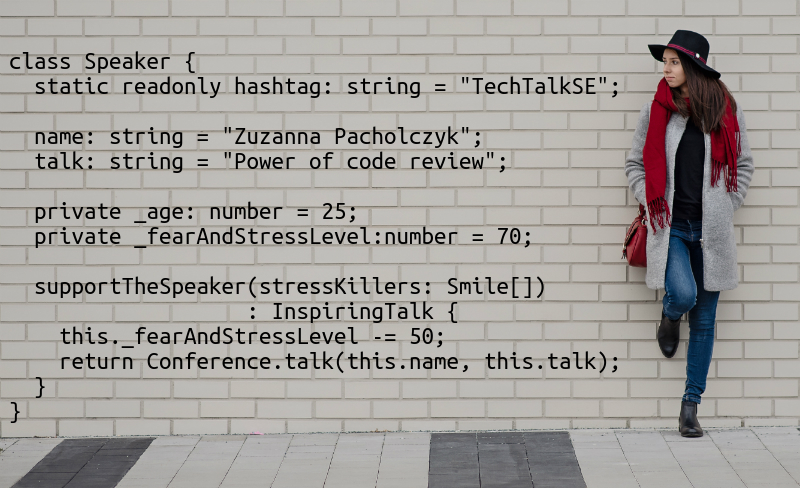 class Speaker {
static readonly hashtag: string = "TechTalkSE";
name: string = "Zuzanna Pacholczyk";
talk: string = "Power of code review";
private _age: number = 25;
private _fearAndStressLevel:number = 70;
supportTheSpeaker(stressKillers: Smile[])
: InspiringTalk {
this._fearAndStressLevel -= 50;
return Conference.talk(this.name, this.talk);
}
}